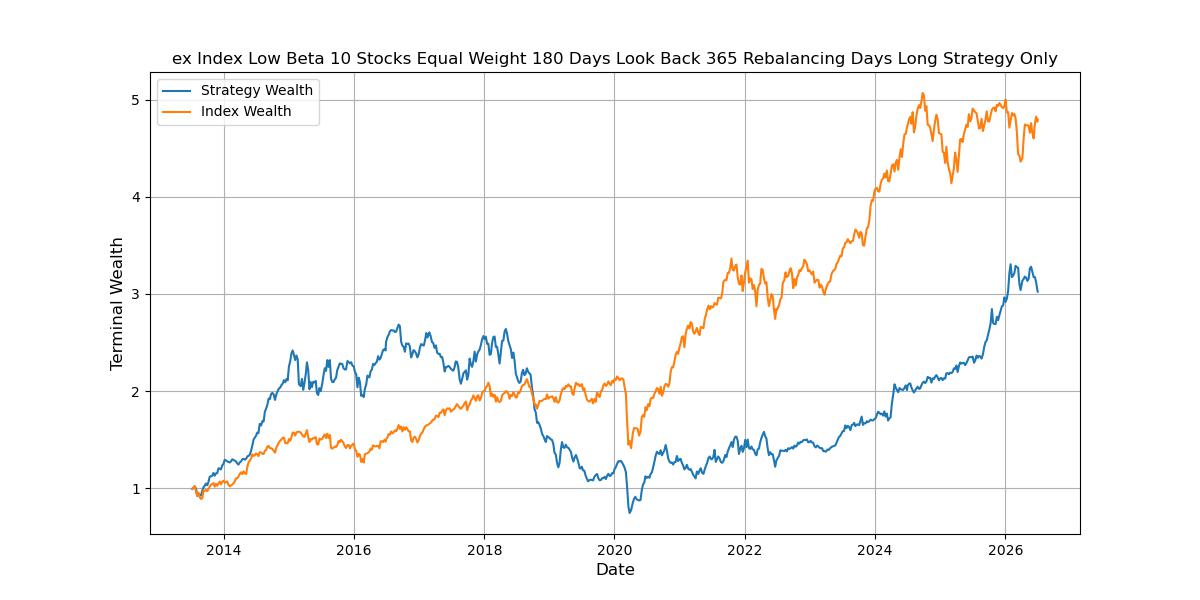 ex Index Low Beta 10 Stocks Equal Weight 180 Days Look Back 365 Rebalancing Days Long Strategy Only
Strategy Wealth
Index Wealth
Terminal Wealth
5
4
3
2
1
2014 2016 2018 2020 2022 2024 2026
Date